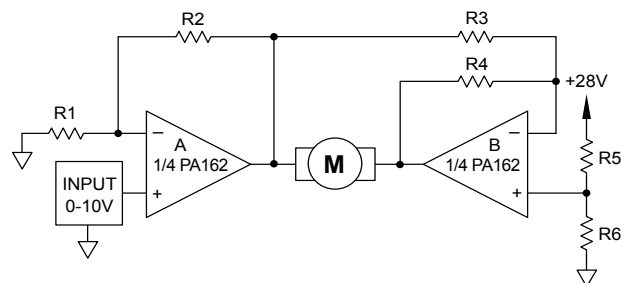 R2
R3
R4
+28V
R1
−
A
1/4 PA162
+
INPUT
0-10V
M
−
B
1/4 PA162
+
R5
R6